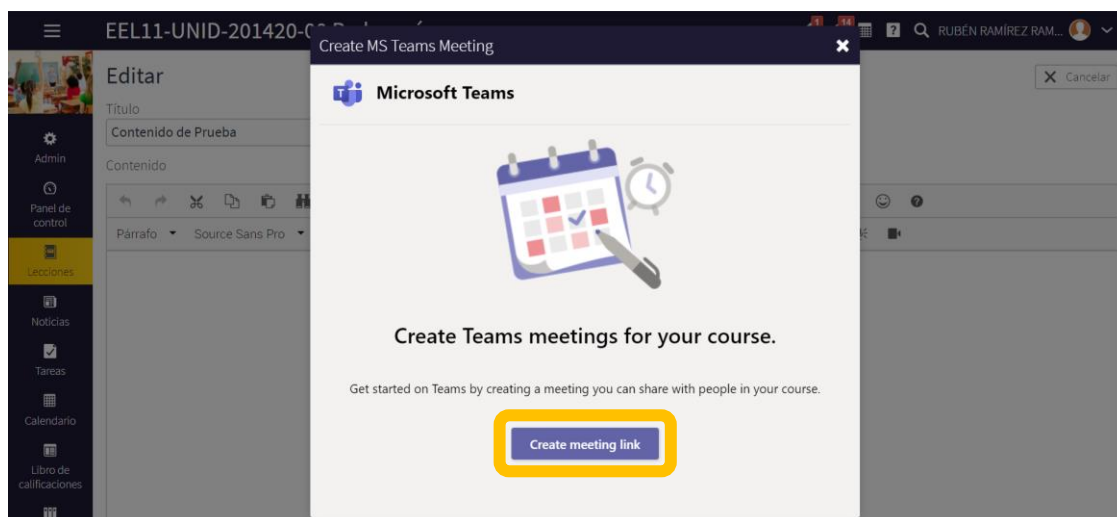 EEL11-UNID-201420-0
1
14
?
RUBÉN RAMÍREZ RAM...
Create MS Teams Meeting
Editar
X Cancelar
Título
Contenido de Prueba
Contenido
Microsoft Teams
Admin
Panel de
control
Párrafo
Source Sans Pro
Lecciones
Noticias
Create Teams meetings for your course.
Tareas
Get started on Teams by creating a meeting you can share with people in your course.
Calendario
Create meeting link
Libro de
calificaciones